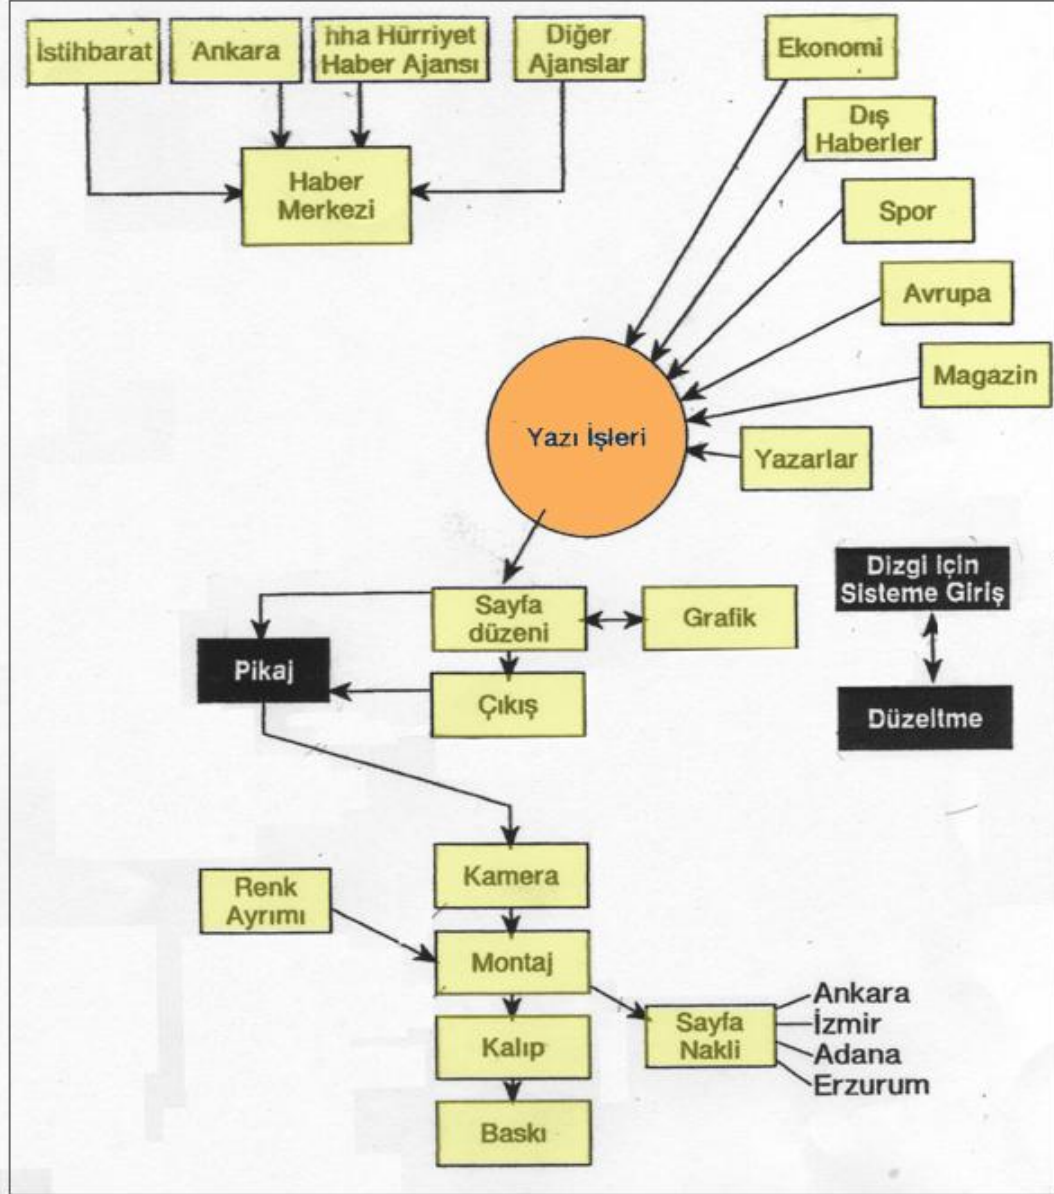 İstihbarat
Ankara
hha Hürriyet
Haber Ajansı
Diğer
Ajanslar
Ekonomi
Dış
Haberler
Haber
Merkezi
Spor
Avrupa
Magazin
Yazı İşleri
Yazarlar
Dizgi için
Sisteme Giriş
Sayfa
düzeni
Grafik
Pikaj
Çıkış
Düzeltme
Kamera
Renk
Ayrımı
Montaj
Sayfa
Nakli
Ankara
İzmir
Adana
Erzurum
Kalıp
Baskı